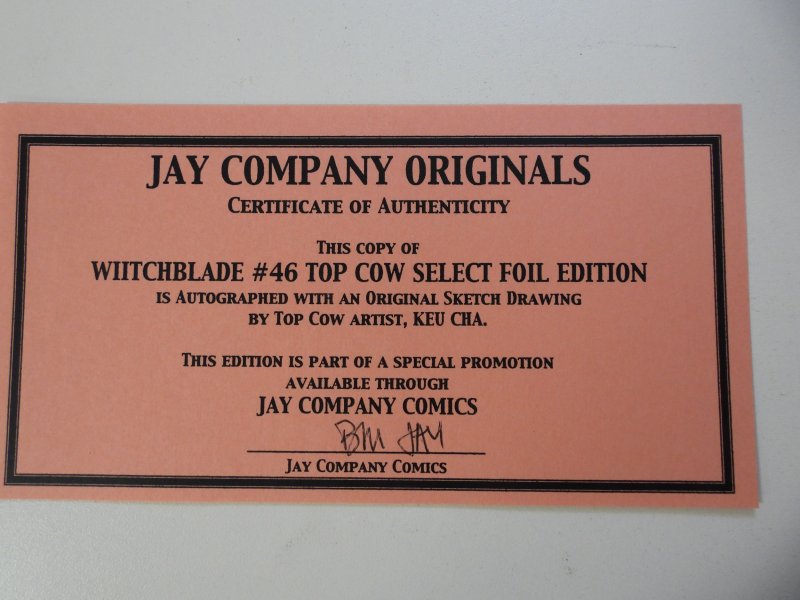 JAY COMPANY ORIGINALS
CERTIFICATE OF AUTHENTICITY
THIS COPY OF
WIITCHBLADE #46 TOP COW SELECT FOIL EDITION
IS AUTOGRAPHED WITH AN ORIGINAL SKETCH DRAWING
BY TOP COW ARTIST, KEU CHA.
THIS EDITION IS PART OF A SPECIAL PROMOTION
AVAILABLE THROUGH
JAY COMPANY COMICS
JAY
JAY COMPANY COMICS